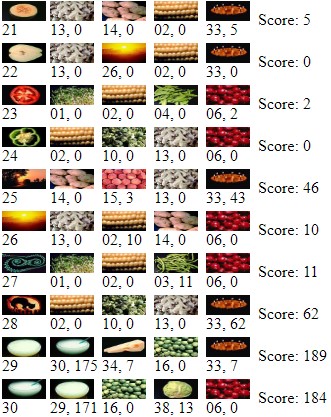 21 13, 0 14, 0 02, 0 33, 5 Score: 5
22 13, 0 26, 0 02, 0 33, 0 Score: 0
23 01, 0 02, 0 04, 0 06, 2 Score: 2
24 02, 0 10, 0 13, 0 06, 0 Score: 0
25 14, 0 15, 3 13, 0 33, 43 Score: 46
26 13, 0 02, 10 14, 0 06, 0 Score: 10
27 01, 0 02, 0 03, 11 06, 0 Score: 11
28 02, 0 10, 0 13, 0 33, 62 Score: 62
29 30, 175 34, 7 16, 0 33, 7 Score: 189
30 29, 171 16, 0 38, 13 06, 0 Score: 184